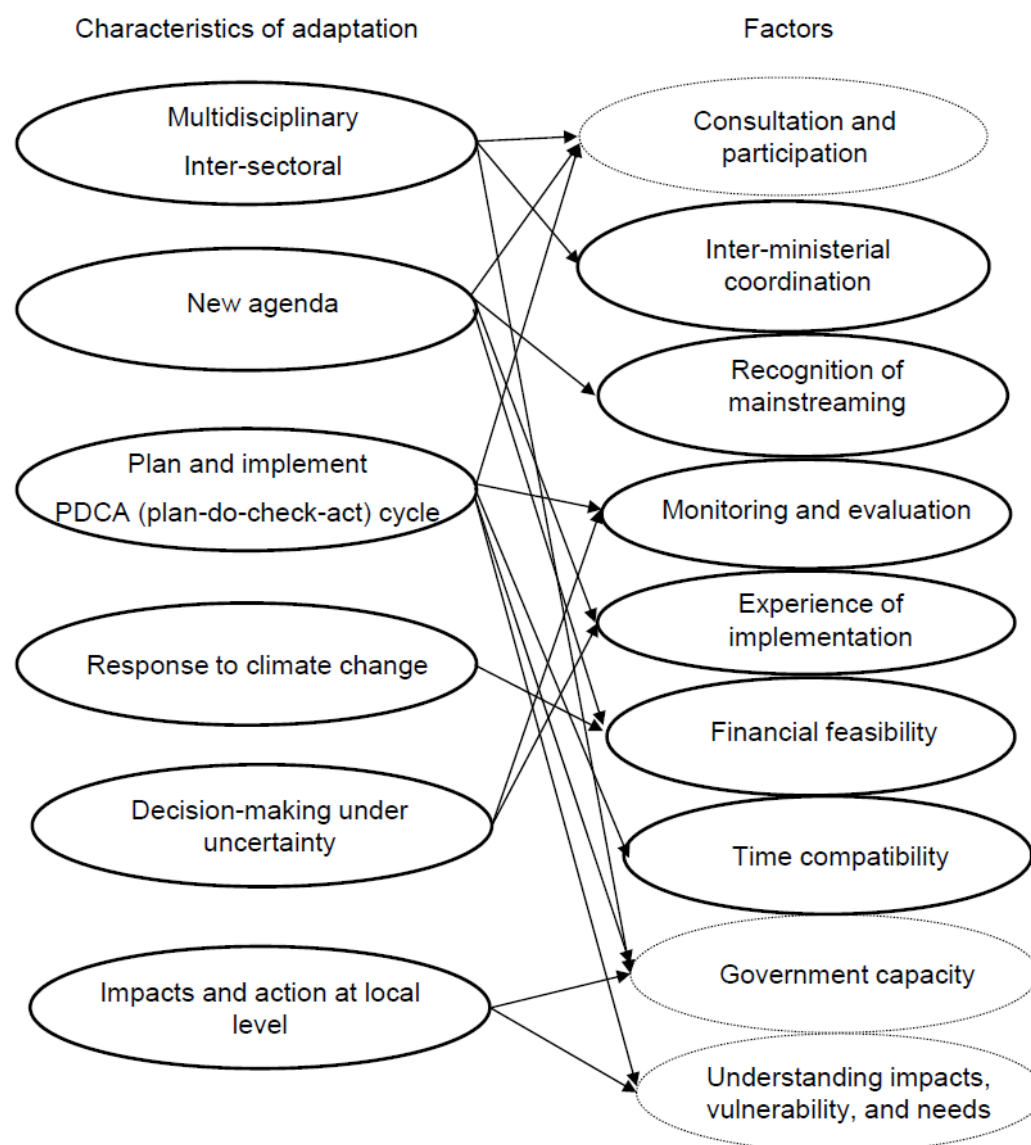 Characteristics of adaptation
Factors
Multidisciplinary
Inter-sectoral
New agenda
Plan and implement
PDCA (plan-do-check-act) cycle
Response to climate change
Decision-making under
uncertainty
Impacts and action at local
level
Consultation and
participation
Inter-ministerial
coordination
Recognition of
mainstreaming
Monitoring and evaluation
Experience of
implementation
Financial feasibility
Time compatibility
Government capacity
Understanding impacts,
vulnerability, and needs